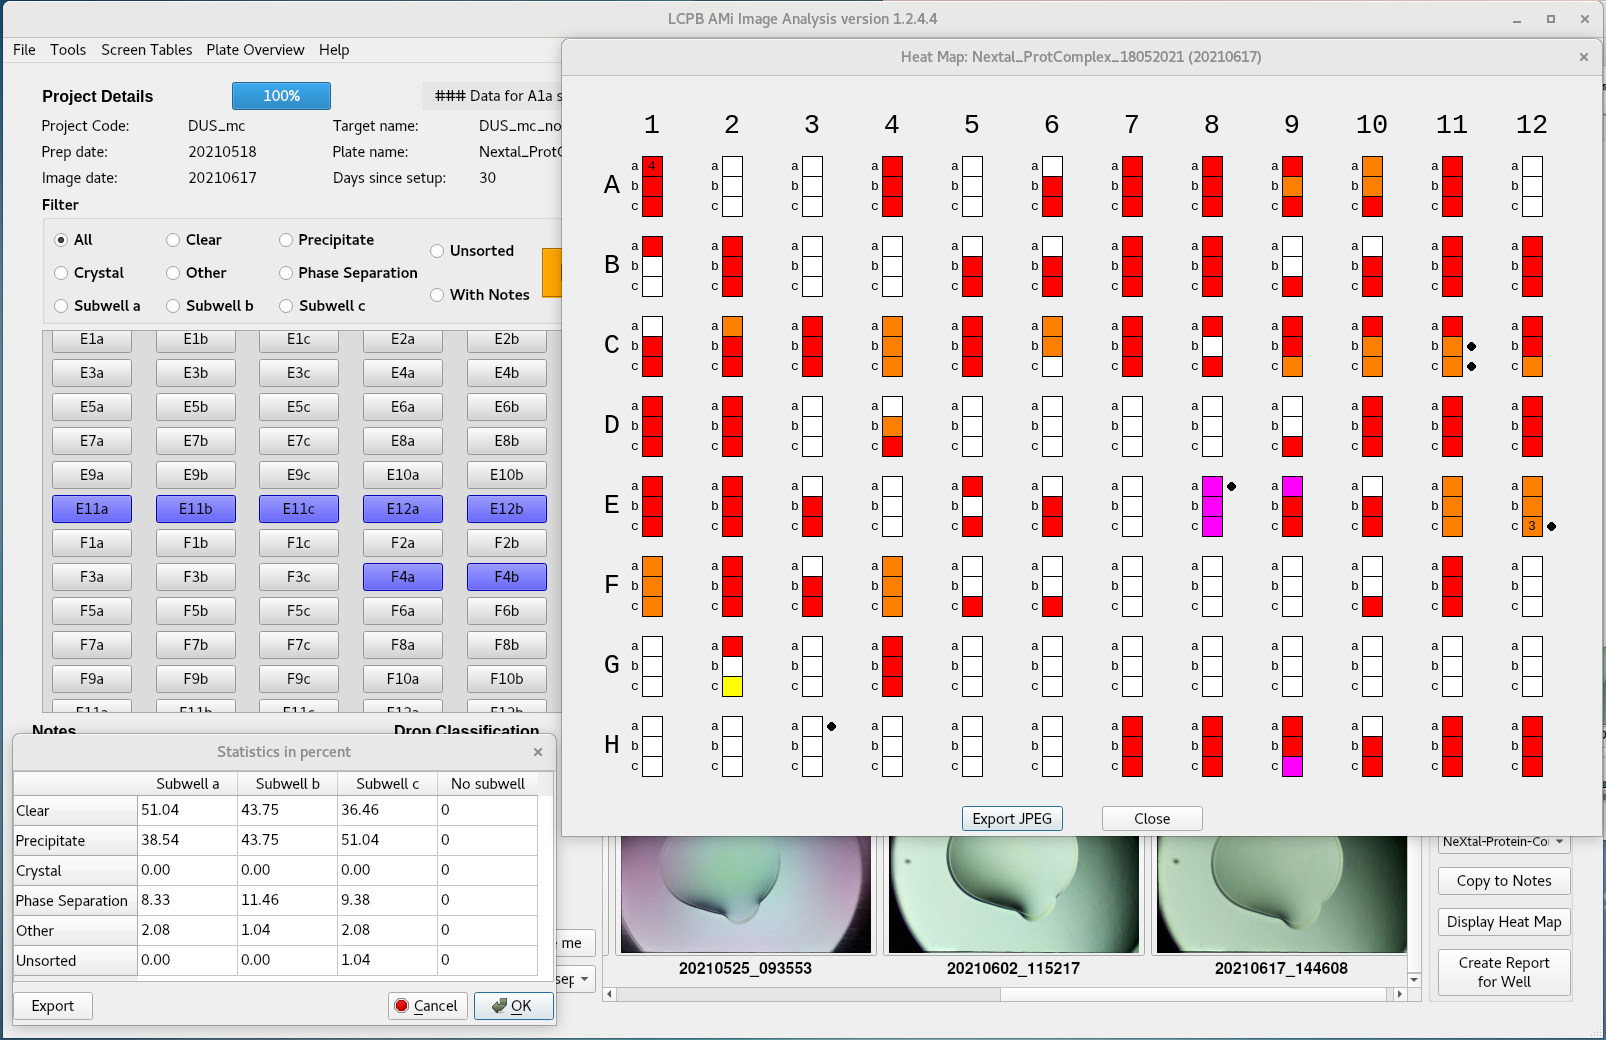 LCPB AMi Image Analysis version 1.2.4.4
File Tools Screen Tables Plate Overview Help
Project Details 100% ### Data for A1a s
Project Code: DUS_mc Target name: DUS_mc_no
Prep date: 20210518 Plate name: Nextal_ProtC
Image date: 20210617 Days since setup: 30
Filter
All Clear Precipitate Unsorted
Crystal Other Phase Separation
Subwell a Subwell b Subwell c With Notes
E1a E1b E1c E2a E2b
E3a E3b E3c E4a E4b
E5a E5b E5c E6a E6b
E7a E7b E7c E8a E8b
E9a E9b E9c E10a E10b
E11a E11b E11c E12a E12b
F1a F1b F1c F2a F2b
F3a F3b F3c F4a F4b
F5a F5b F5c F6a F6b
F7a F7b F7c F8a F8b
F9a F9b F9c F10a F10b
F11a F11b F11c F12a F12b
Notes Drop Classification
Heat Map: Nextal_ProtComplex_18052021 (20210617)
1 2 3 4 5 6 7 8 9 10 11 12
a 4 a a a a a a a a a a a
A b b b b b b b b b b b b
c c c c c c c c c c c c
a a a a a a a a a a a a
B b b b b b b b b b b b b
c c c c c c c c c c c c
a a a a a a a a a a a a
C b b b b b b b b b b b b
c c c c c c c c c c c c
a a a a a a a a a a a a
D b b b b b b b b b b b b
c c c c c c c c c c c c
a a a a a a a a a a a a
E b b b b b b b b b b b b
c c c c c c c c c c c c 3
a a a a a a a a a a a a
F b b b b b b b b b b b b
c c c c c c c c c c c c
a a a a a a a a a a a a
G b b b b b b b b b b b b
c c c c c c c c c c c c
a a a a a a a a a a a a
H b b b b b b b b b b b b
c c c c c c c c c c c c
Export JPEG Close
Statistics in percent
Subwell a Subwell b Subwell c No subwell
Clear 51.04 43.75 36.46 0
Precipitate 38.54 43.75 51.04 0
Crystal 0.00 0.00 0.00 0
Phase Separation 8.33 11.46 9.38 0
Other 2.08 1.04 2.08 0
Unsorted 0.00 0.00 1.04 0
Export Cancel OK
me
20210525_093553 20210602_115217 20210617_144608
NeXtal-Protein-Co
Copy to Notes
Display Heat Map
Create Report
for Well